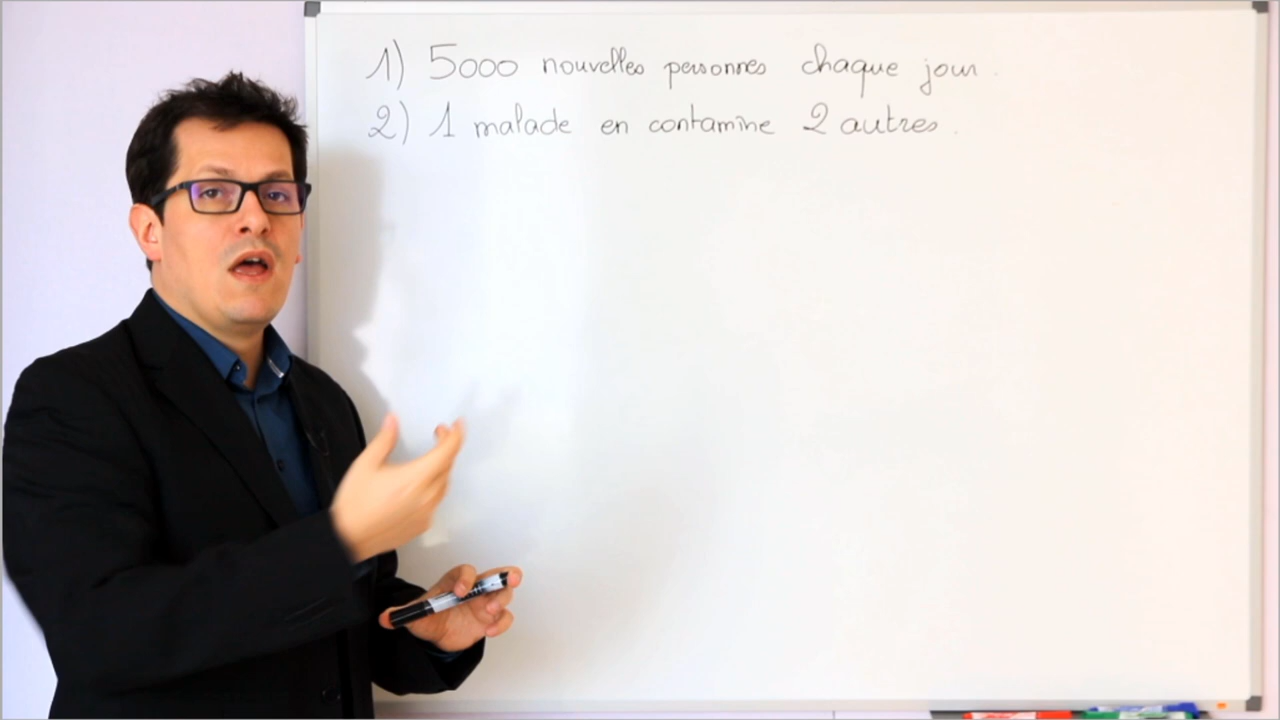 1) 5000 nouvelles personnes chaque jour.
2) 1 malade en contamine 2 autres.